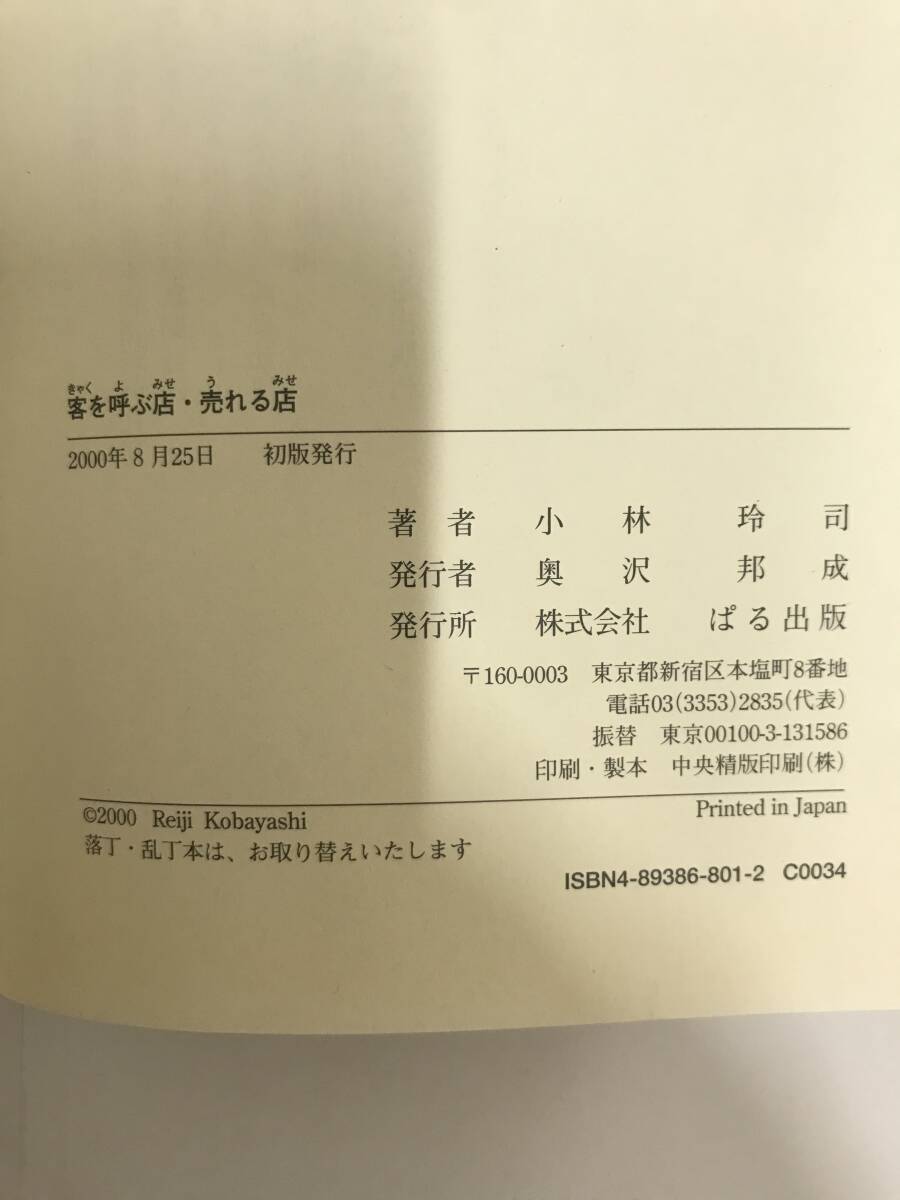 きゃく よ みせ う みせ
客を呼ぶ店・売れる店
2000年8月25日 初版発行
著者 小林 玲司
発行者 奥沢 邦成
発行所 株式会社 ぱる出版
〒160-0003 東京都新宿区本塩町8番地
電話03(3353)2835(代表)
振替 東京00100-3-131586
印刷・製本 中央精版印刷(株)
©2000 Reiji Kobayashi
Printed in Japan
落丁・乱丁本は、お取り替えいたします
ISBN4-89386-801-2 C0034